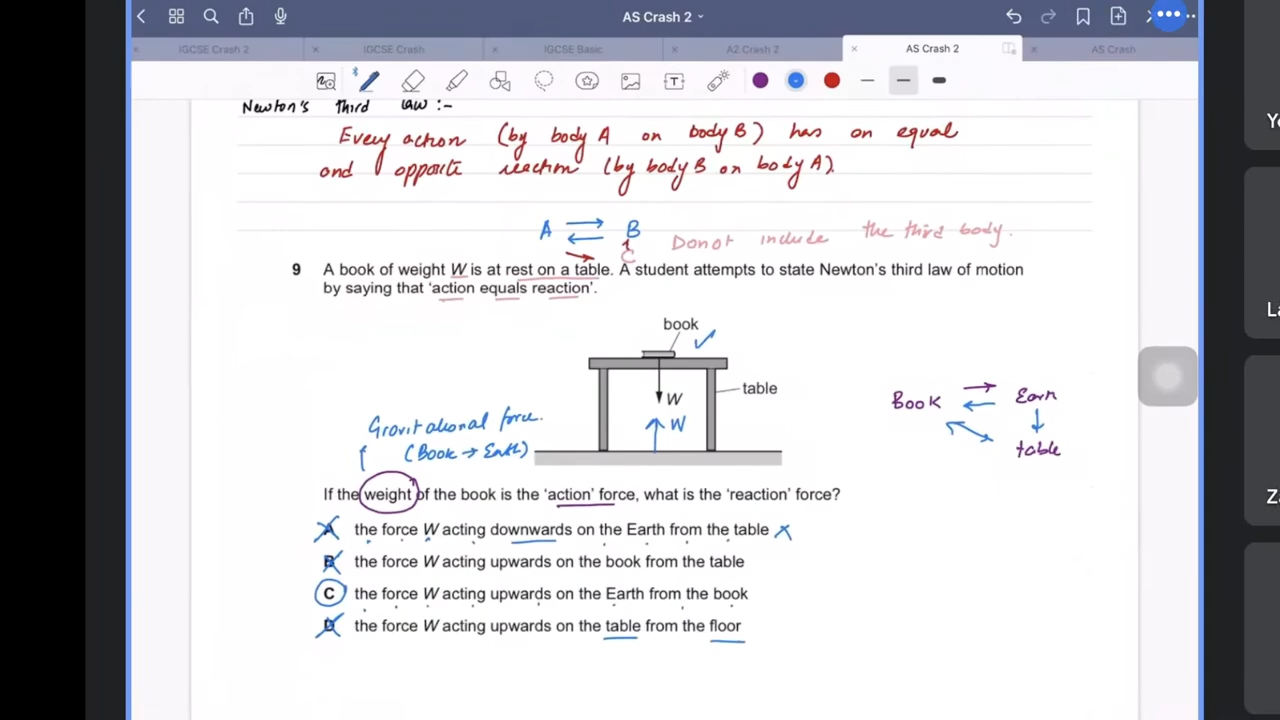 AS Crash 2
IGCSE Crash 2
IGCSE Crash
IGCSE Basic
A2 Crash 2
AS Crash 2
AS Crash
Newton's third law :-
Every action (by body A on body B) has an equal
and opposite reaction (by body B on body A).
A B Do not include the third body.
C
9 A book of weight W is at rest on a table. A student attempts to state Newton's third law of motion
by saying that 'action equals reaction'.
book
table
W
W
Book Earth
table
Gravitational force.
(Book → Earth)
If the weight of the book is the 'action' force, what is the 'reaction' force?
A the force W acting downwards on the Earth from the table
B the force W acting upwards on the book from the table
C the force W acting upwards on the Earth from the book
D the force W acting upwards on the table from the floor
Yo
La
Za